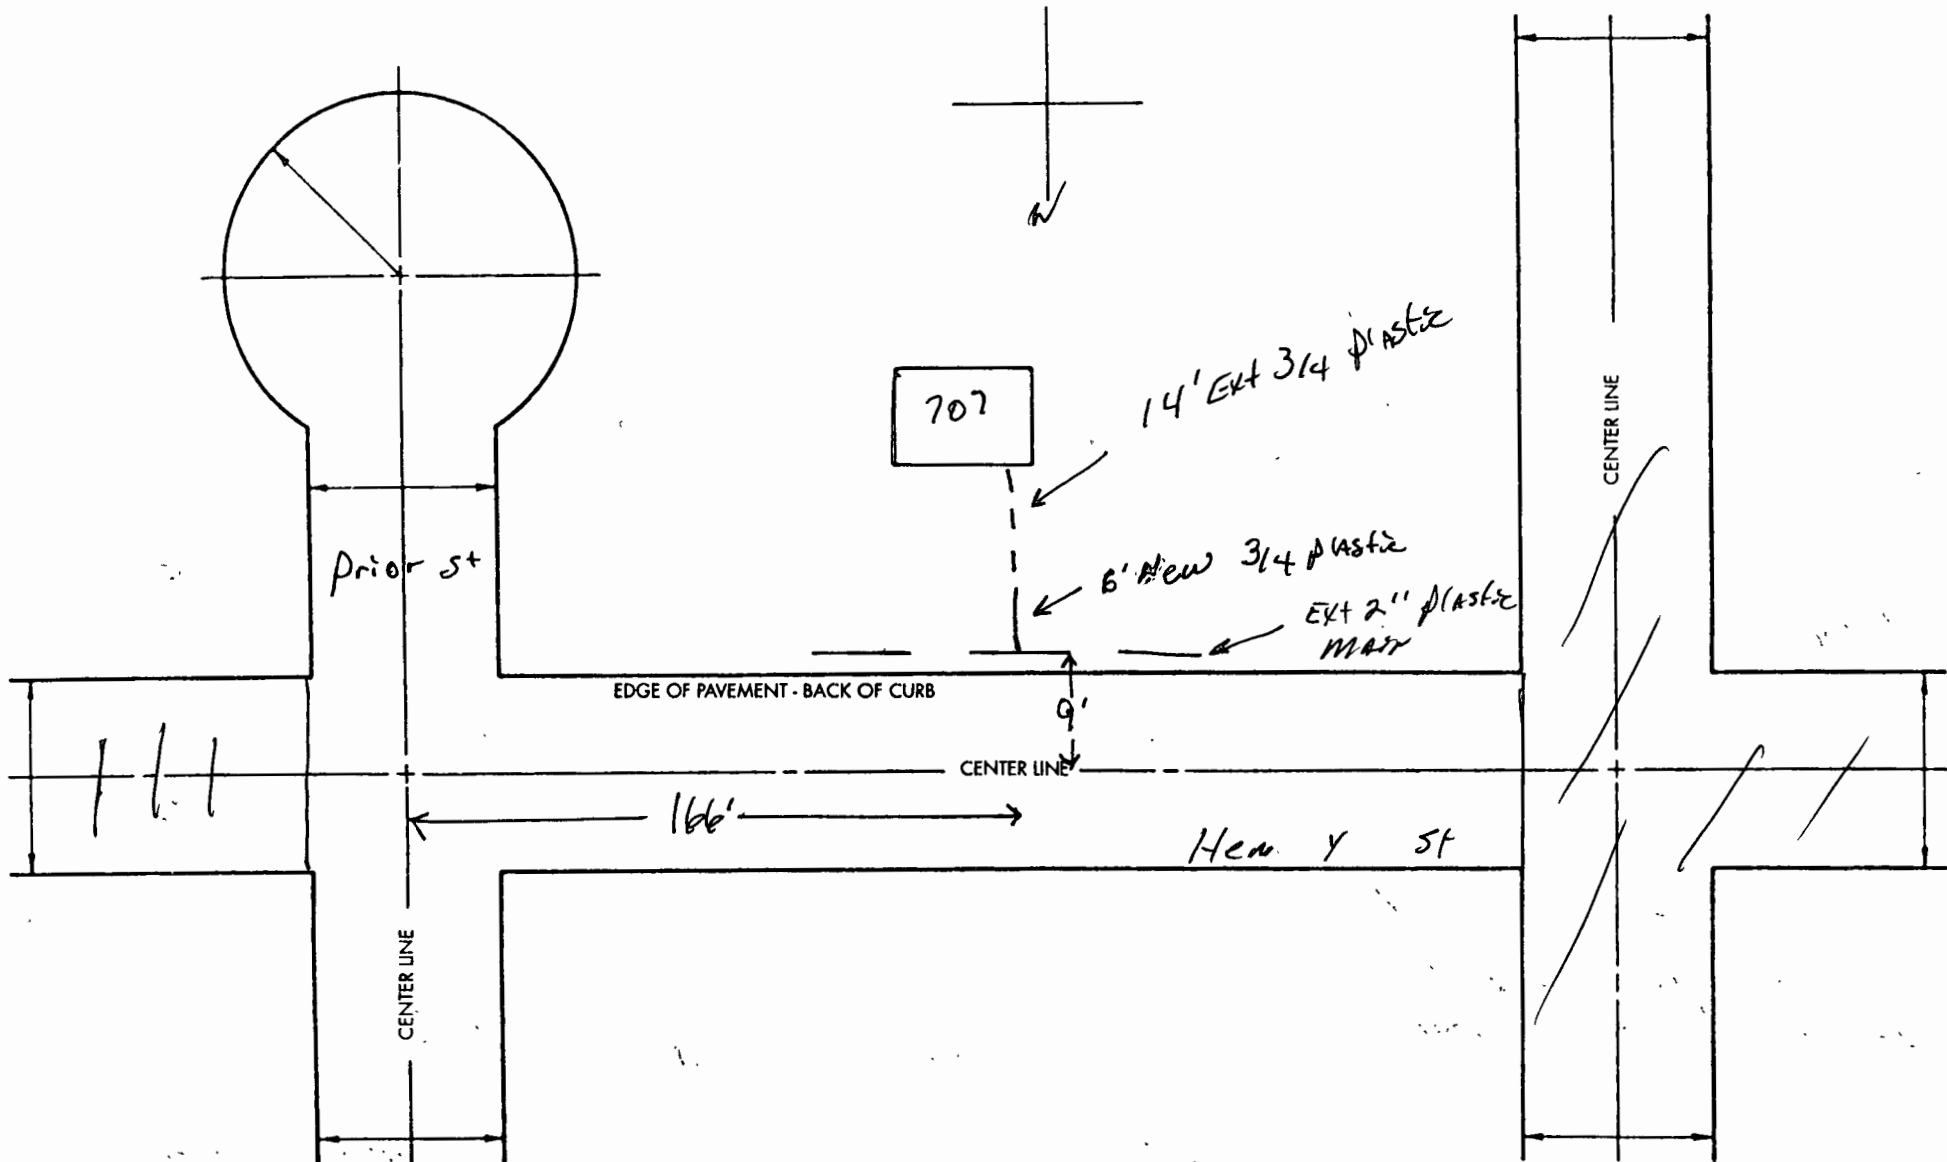 N
14' Ext 3/4 plastic
707
CENTER LINE
Prior st
6' New 3/4 plastic
Ext 2" plastic
main
EDGE OF PAVEMENT - BACK OF CURB
9'
CENTER LINE
166'
Hen y St
CENTER LINE